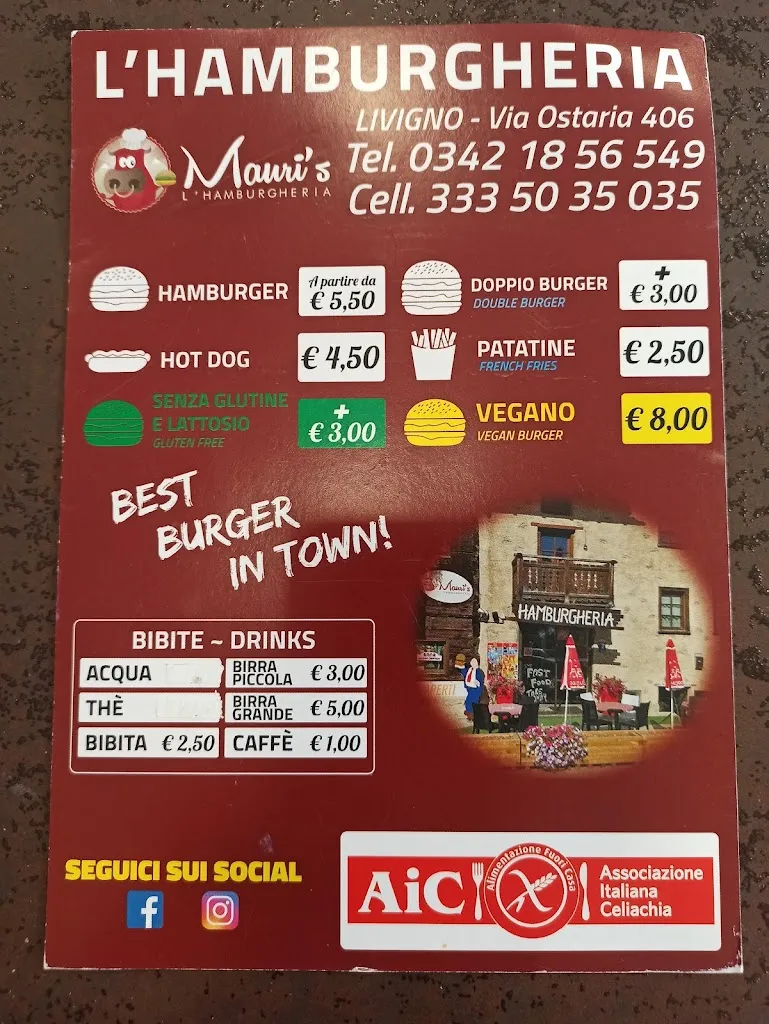 L'HAMBURGHERIA
LIVIGNO - Via Ostaria 406
Mauri's
L'HAMBURGHERIA
Tel. 0342 18 56 549
Cell. 333 50 35 035
HAMBURGER
A partire da
€ 5,50
DOPPIO BURGER
DOUBLE BURGER
+
€ 3,00
HOT DOG
€ 4,50
PATATINE
FRENCH FRIES
€ 2,50
SENZA GLUTINE
E LATTOSIO
GLUTEN FREE
+
€ 3,00
VEGANO
VEGAN BURGER
€ 8,00
BEST
BURGER
IN TOWN!
Mauri's
HAMBURGHERIA
FAST
FOOD
TAKE
BIBITE ~ DRINKS
ACQUA
BIRRA
PICCOLA
€ 3,00
THÈ
BIRRA
GRANDE
€ 5,00
BIBITA € 2,50
CAFFÈ € 1,00
SEGUICI SUI SOCIAL
AiC
Alimentazione Fuori Casa
Associazione
Italiana
Celiachia